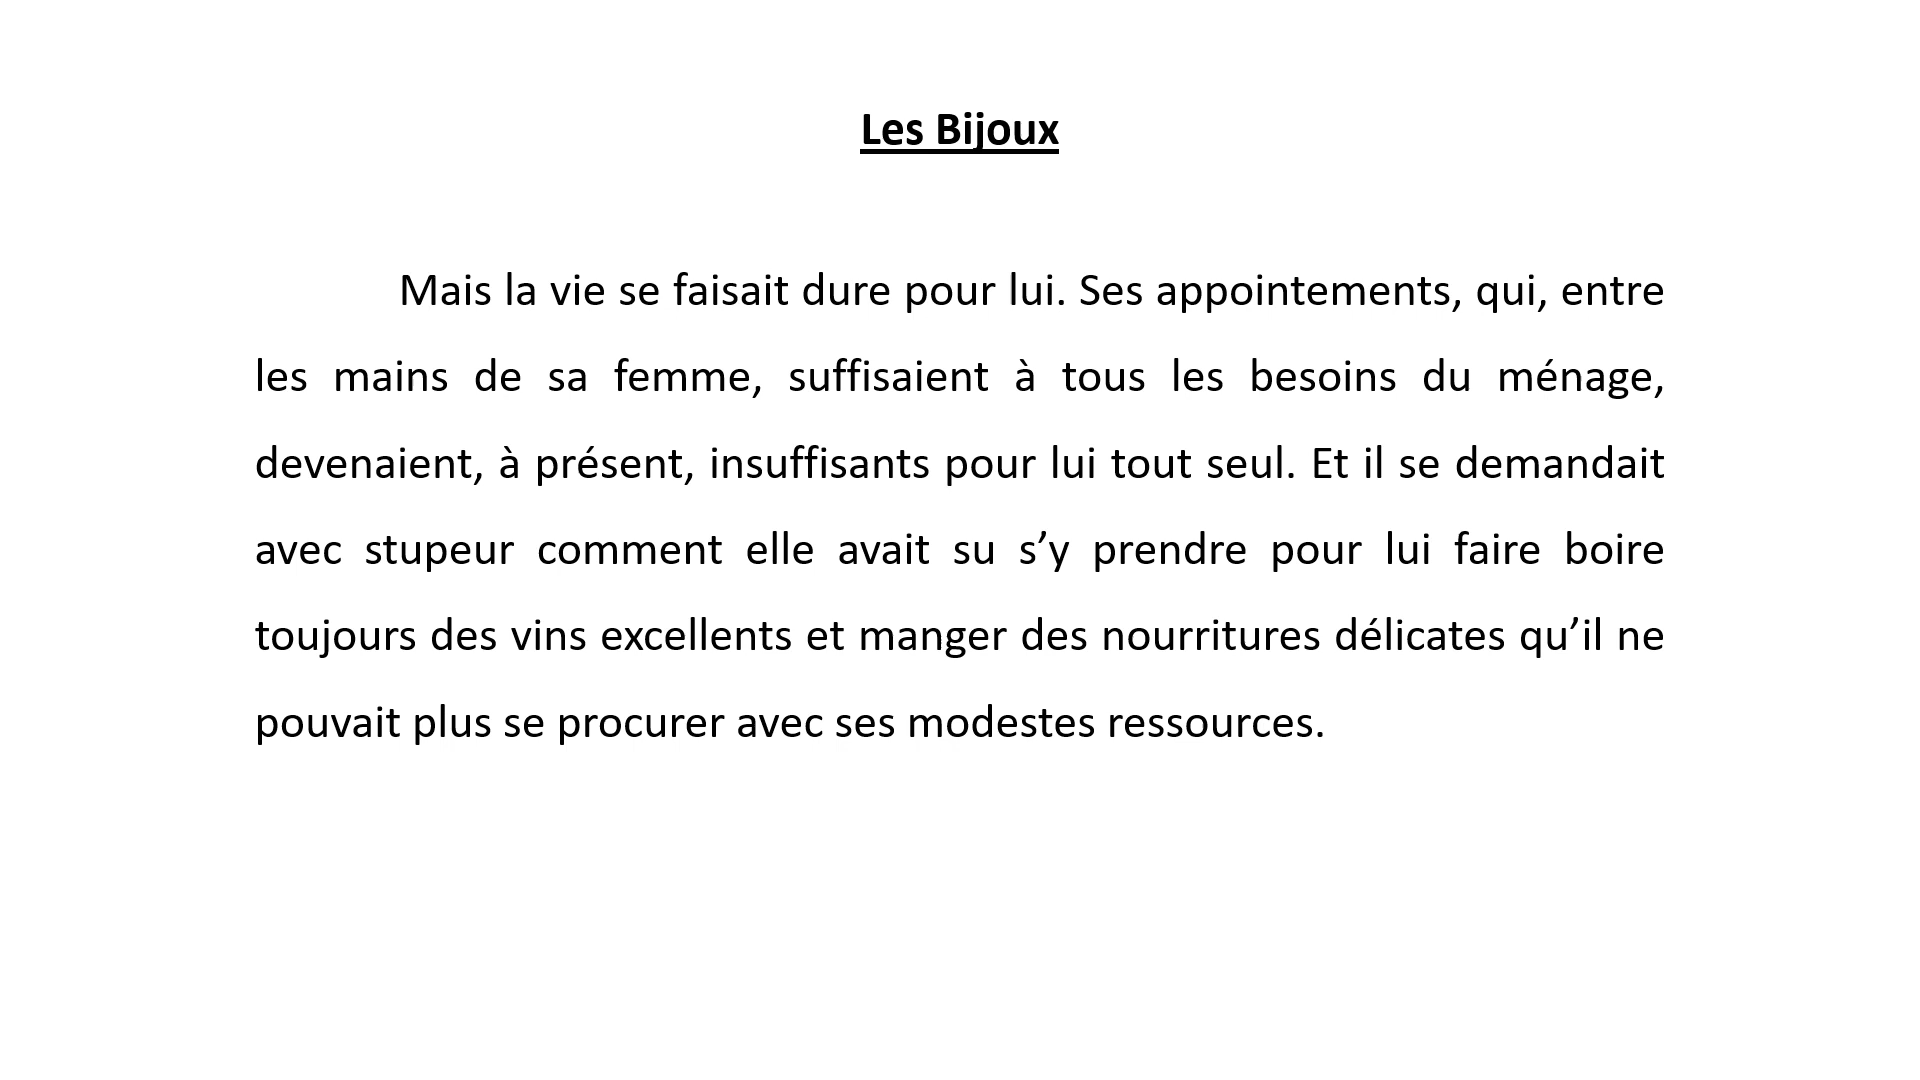 Les Bijoux
Mais la vie se faisait dure pour lui. Ses appointements, qui, entre
les mains de sa femme, suffisaient à tous les besoins du ménage,
devenaient, à présent, insuffisants pour lui tout seul. Et il se demandait
avec stupeur comment elle avait su s’y prendre pour lui faire boire
toujours des vins excellents et manger des nourritures délicates qu’il ne
pouvait plus se procurer avec ses modestes ressources.